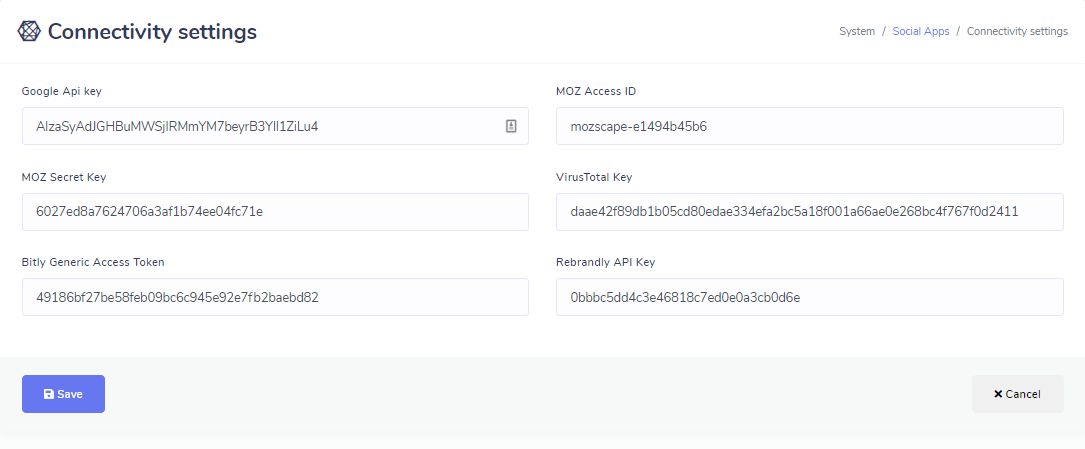 Connectivity settings
System / Social Apps / Connectivity settings
Google Api key
MOZ Access ID
mozscape-e1494b45b6
MOZ Secret Key
VirusTotal Key
6027ed8a7624706a3af1b74ee04fc71e
daae42f89db1b05cd80edae334efa2bc5a18f001a66ae0e268bc4f767f0d2411
Bitly Generic Access Token
Rebrandly API Key
49186bf27be58feb09bc6c945e92e7fb2baebd82
0bbbc5dd4c3e46818c7ed0e0a3cb0d6e
Save
Cancel